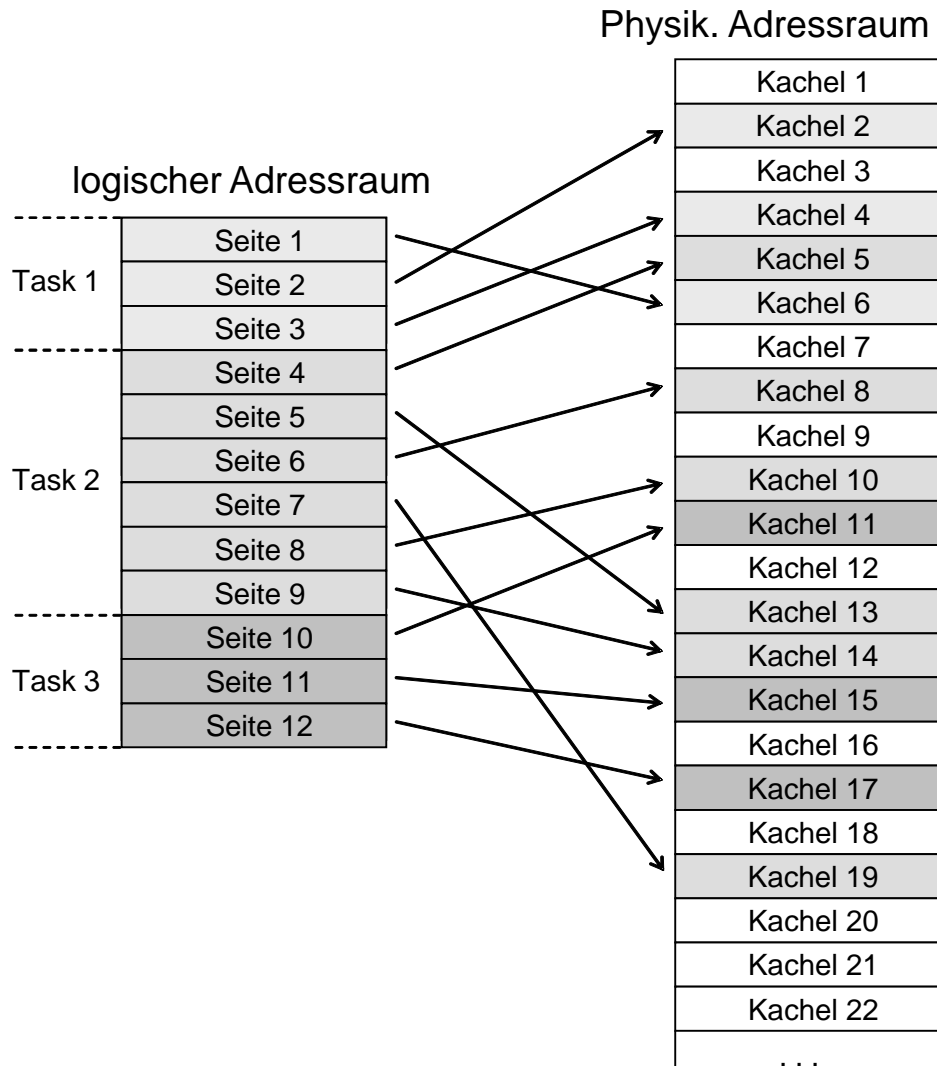 Physik. Adressraum
logischer Adressraum
Task 1
Seite 1
Seite 2
Seite 3
Task 2
Seite 4
Seite 5
Seite 6
Seite 7
Seite 8
Seite 9
Task 3
Seite 10
Seite 11
Seite 12
Kachel 1
Kachel 2
Kachel 3
Kachel 4
Kachel 5
Kachel 6
Kachel 7
Kachel 8
Kachel 9
Kachel 10
Kachel 11
Kachel 12
Kachel 13
Kachel 14
Kachel 15
Kachel 16
Kachel 17
Kachel 18
Kachel 19
Kachel 20
Kachel 21
Kachel 22